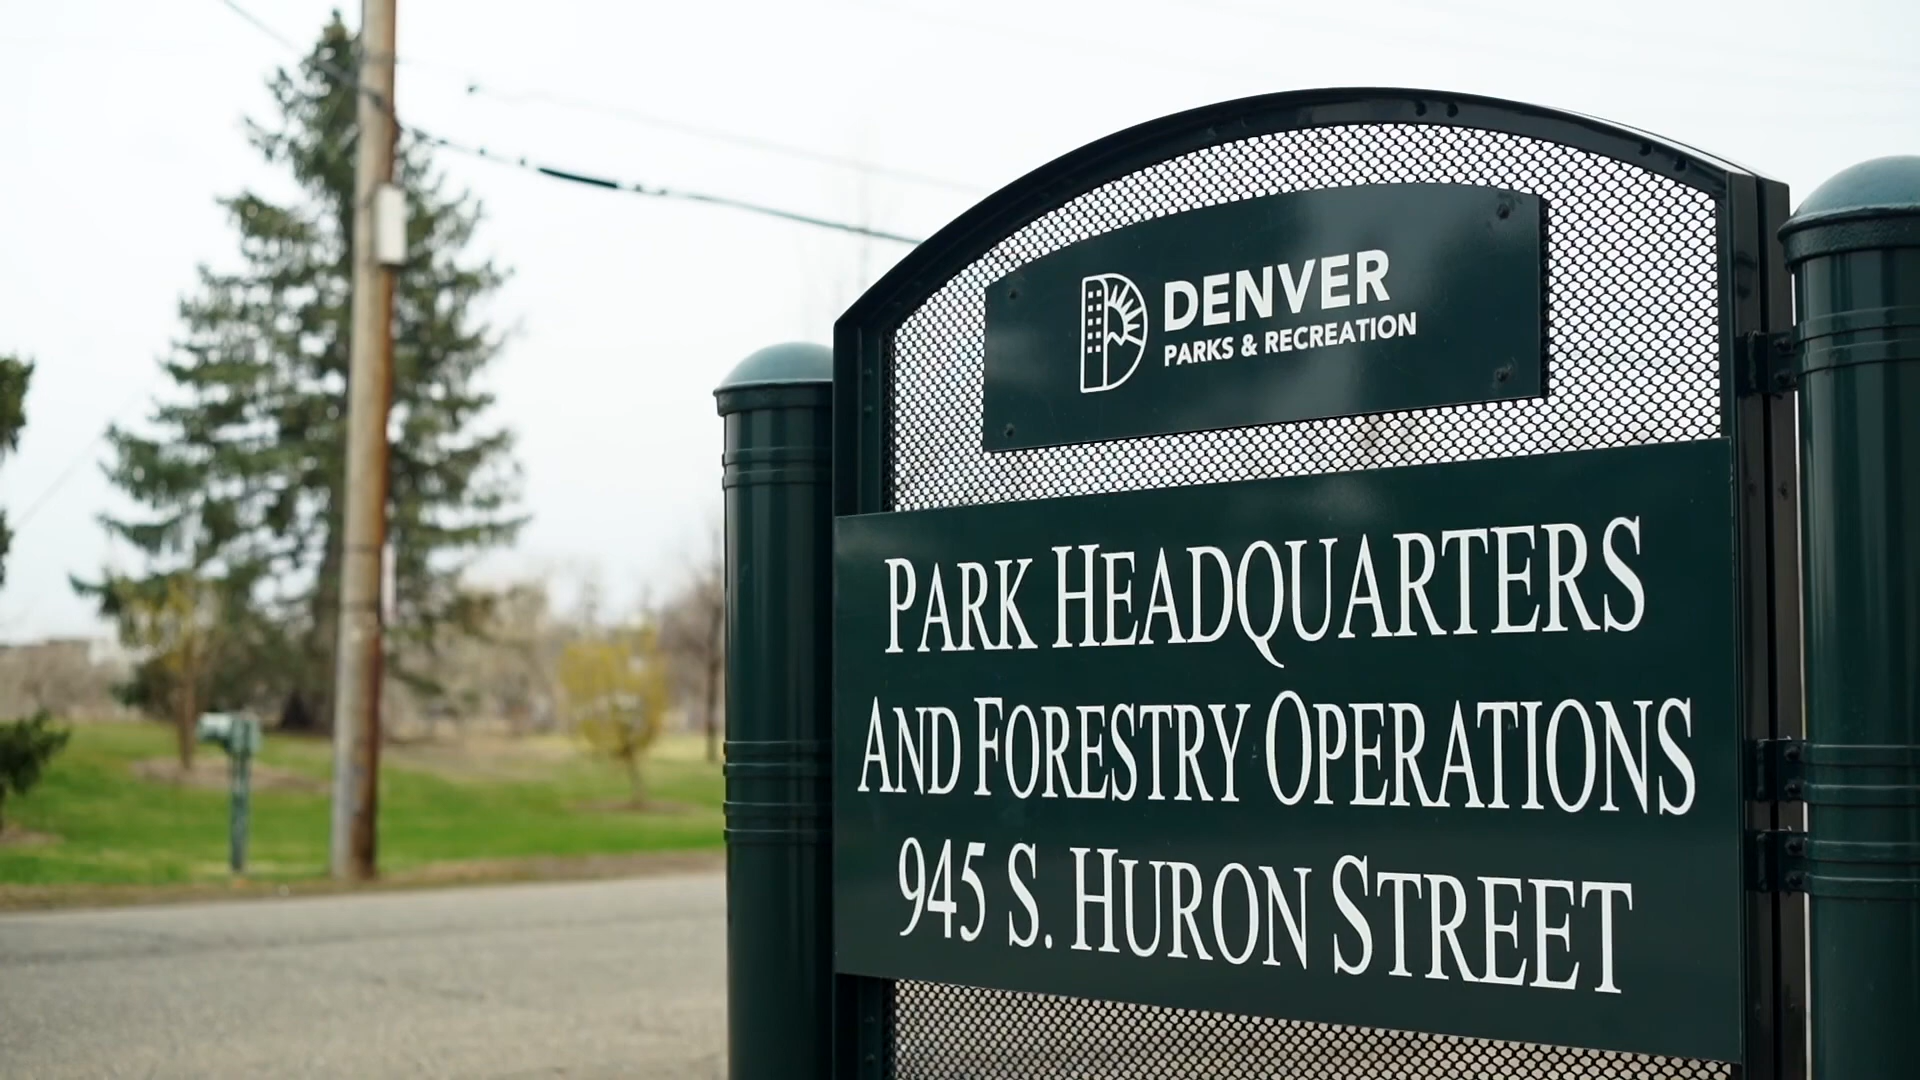 DENVER
PARKS & RECREATION
PARK HEADQUARTERS
AND FORESTRY OPERATIONS
945 S. HURON STREET